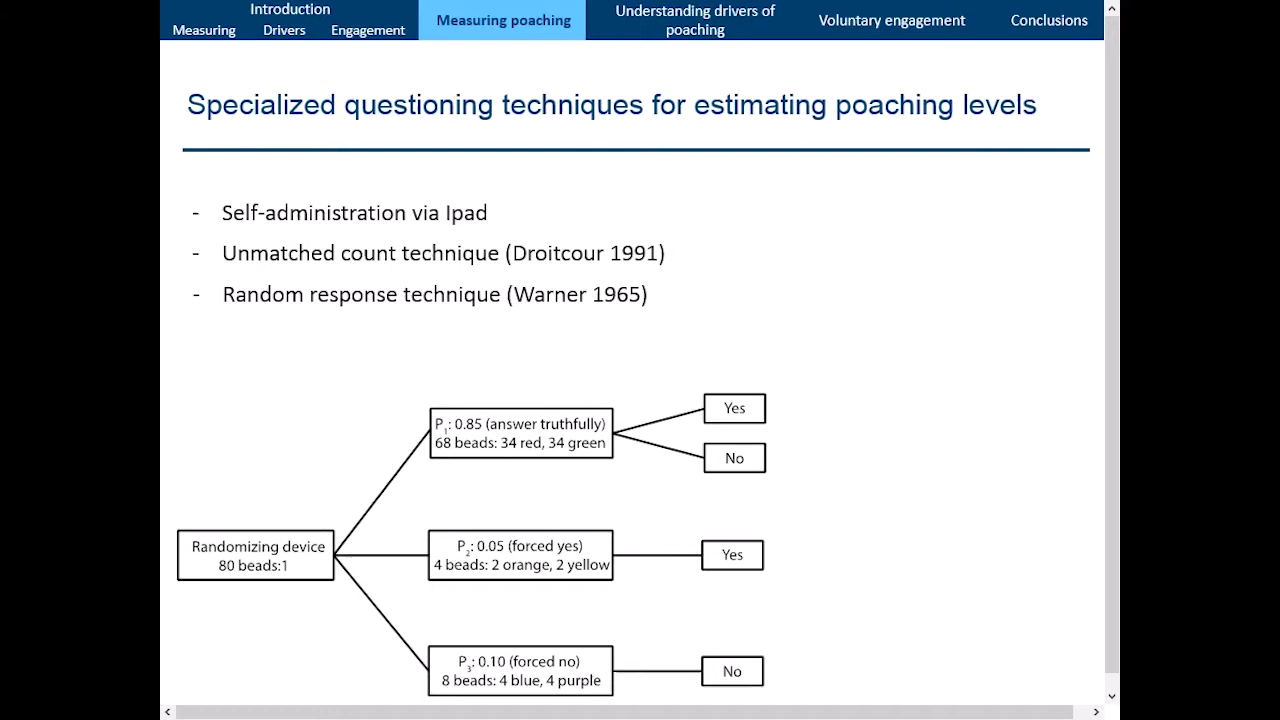 Introduction
Measuring Drivers Engagement
Measuring poaching
Understanding drivers of
poaching
Voluntary engagement
Conclusions
Specialized questioning techniques for estimating poaching levels
- Self-administration via Ipad
- Unmatched count technique (Droitcour 1991)
- Random response technique (Warner 1965)
Randomizing device
80 beads:1
P1: 0.85 (answer truthfully)
68 beads: 34 red, 34 green
Yes
No
P2: 0.05 (forced yes)
4 beads: 2 orange, 2 yellow
Yes
P3: 0.10 (forced no)
8 beads: 4 blue, 4 purple
No